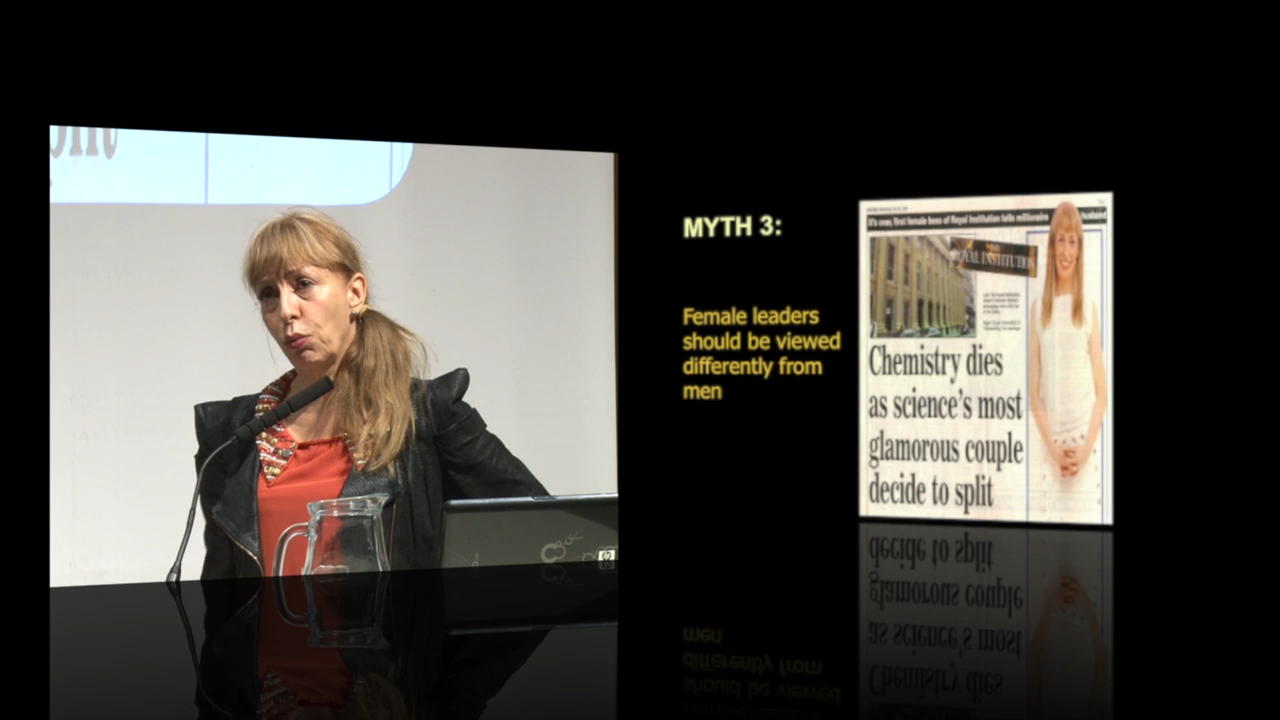 MYTH 3:
Female leaders
should be viewed
differently from
men
It's over, first female boss of Royal Institution tells millionaire husband
ROYAL INSTITUTION
Chemistry dies
as science's most
glamorous couple
decide to split
hp